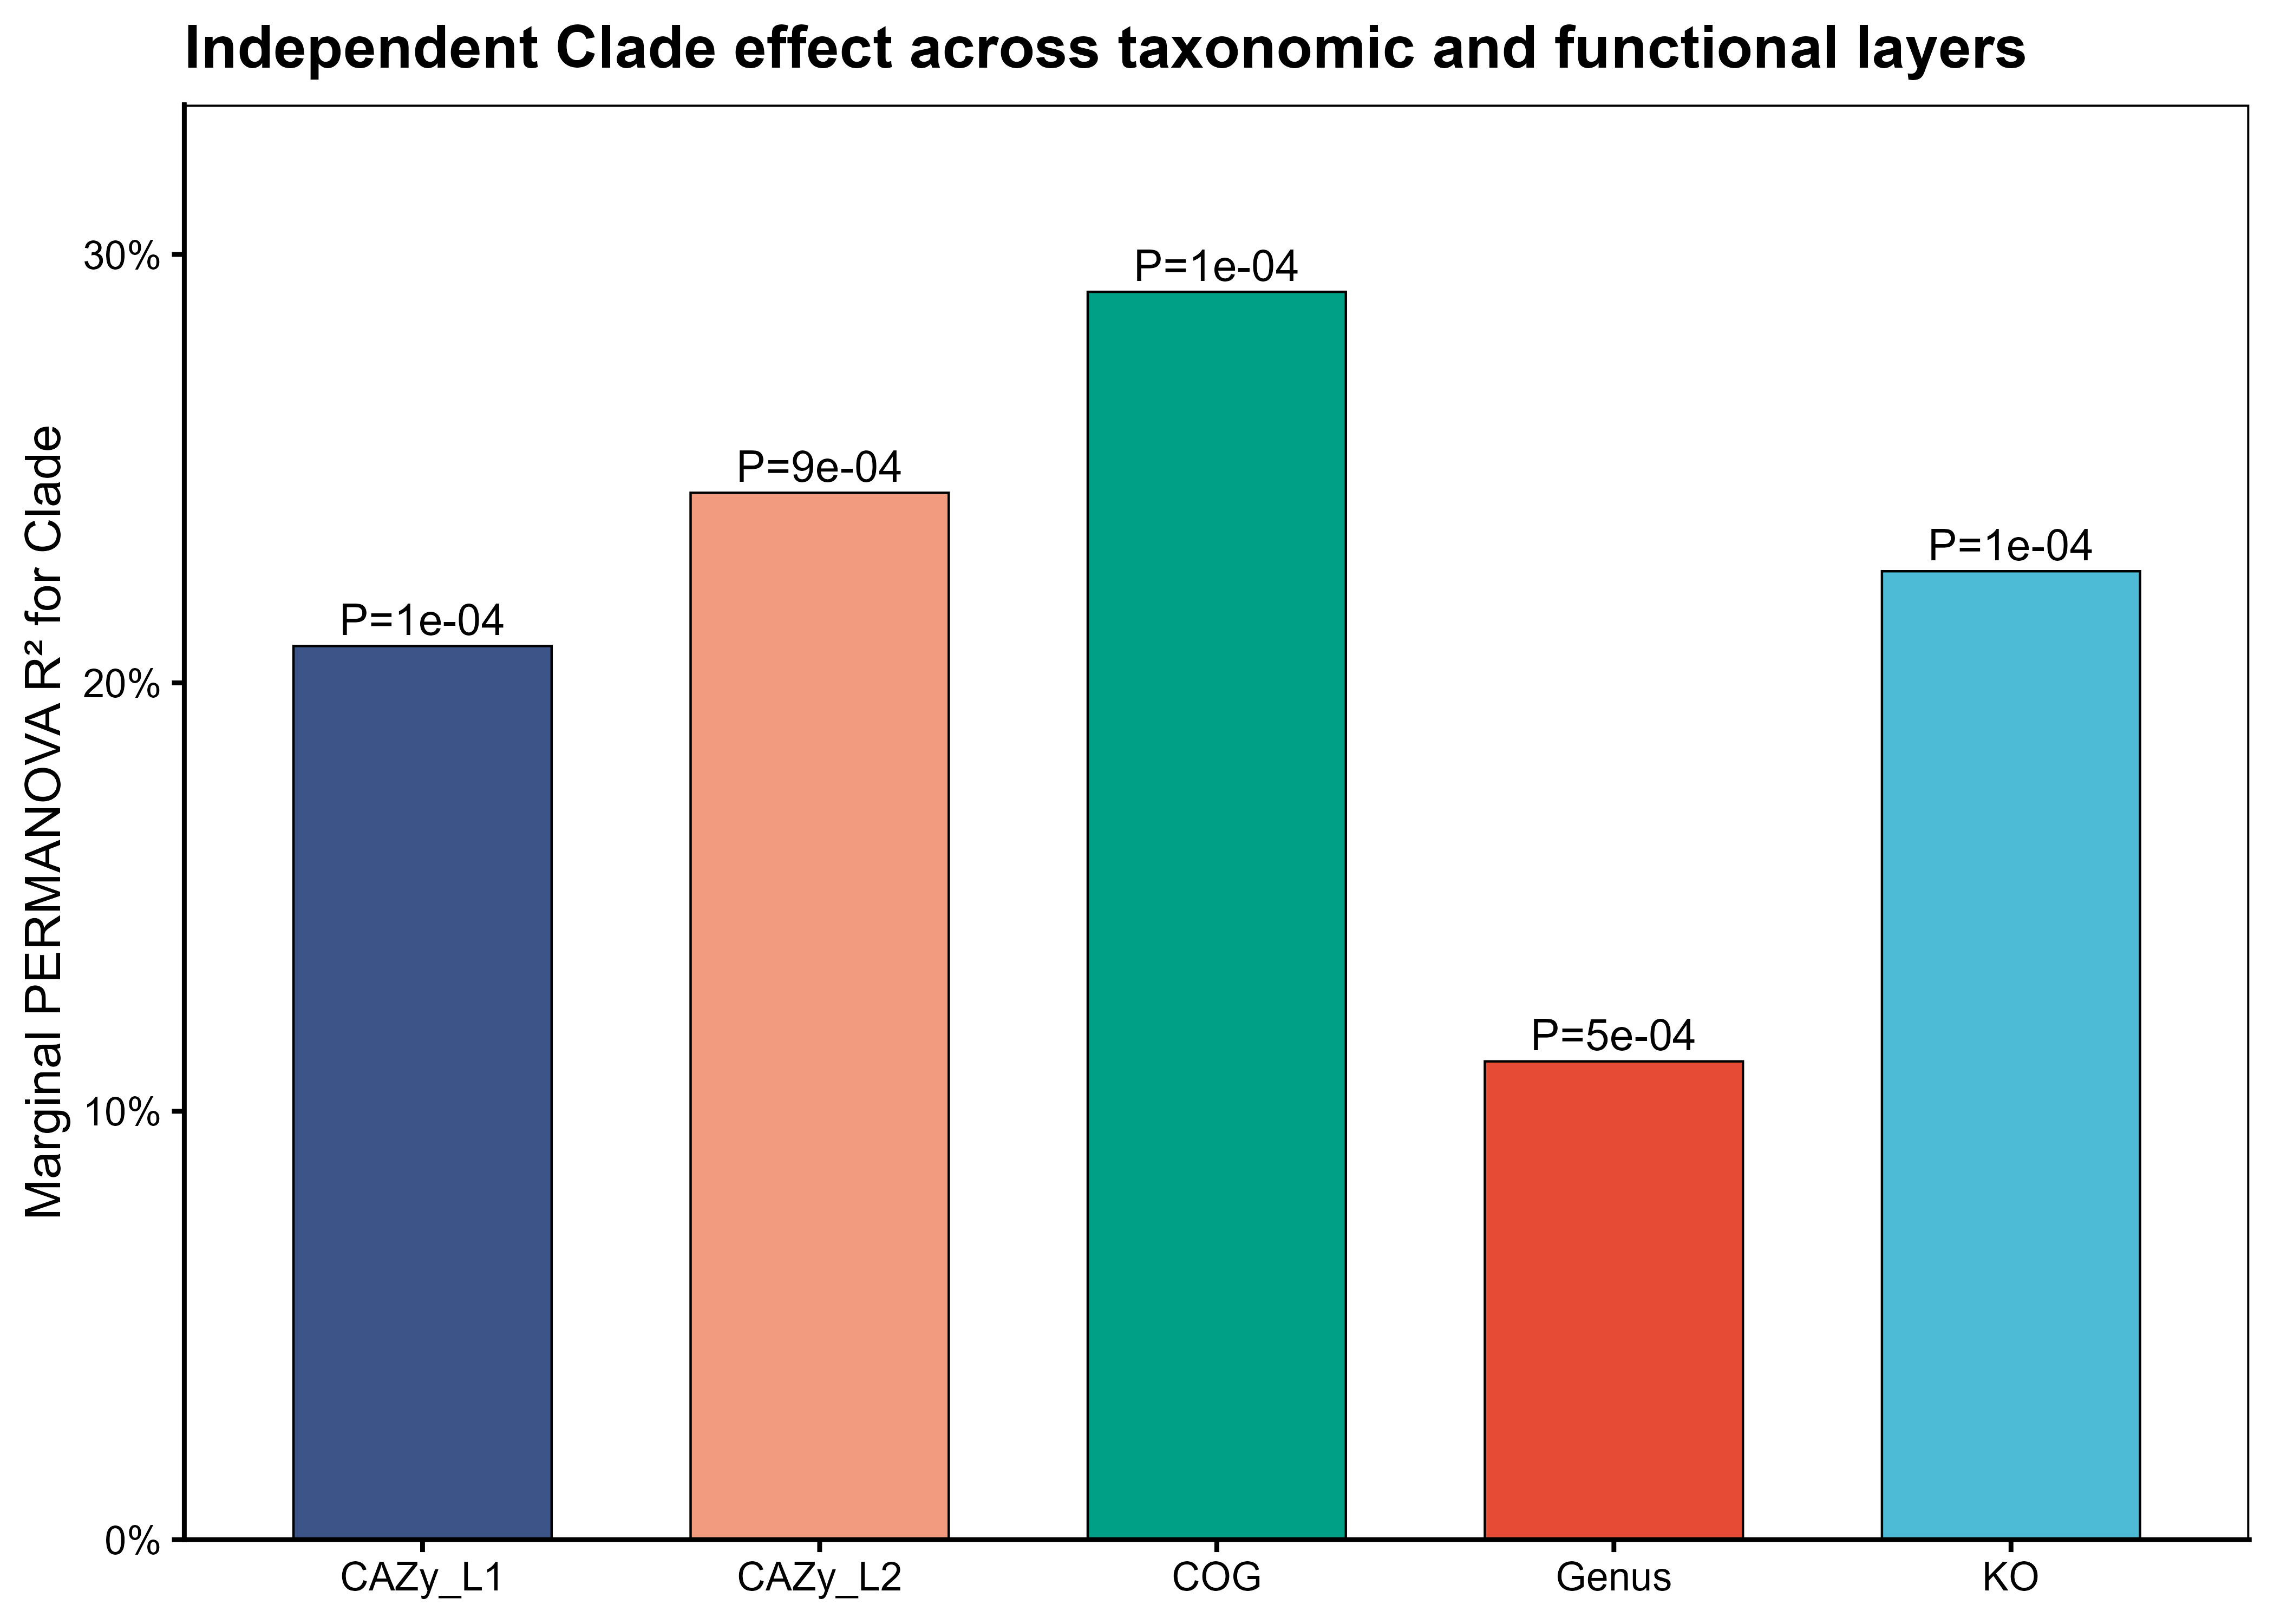 Independent Clade effect across taxonomic and functional layers
Marginal PERMANOVA R² for Clade
30%
20%
10%
0%
P=1e-04
P=9e-04
P=1e-04
P=5e-04
P=1e-04
CAZy_L1
CAZy_L2
COG
Genus
KO